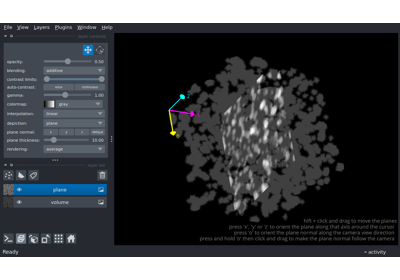 File View Layers Plugins Window Help
layer controls
opacity: 0.50
blending: additive
contrast limits:
auto-contrast: once continuous
gamma: 1.00
colormap: gray
interpolation: linear
depiction: plane
plane normal: x y z oblique
plane thickness: 10.00
rendering: average
layer list
plane
volume
hift + click and drag to move the planes
press 'x', 'y' or 'z' to orient the plane along that axis around the cursor
press 'o' to orient the plane normal along the camera view direction
press and hold 'o' then click and drag to make the plane normal follow the camera
Ready
activity